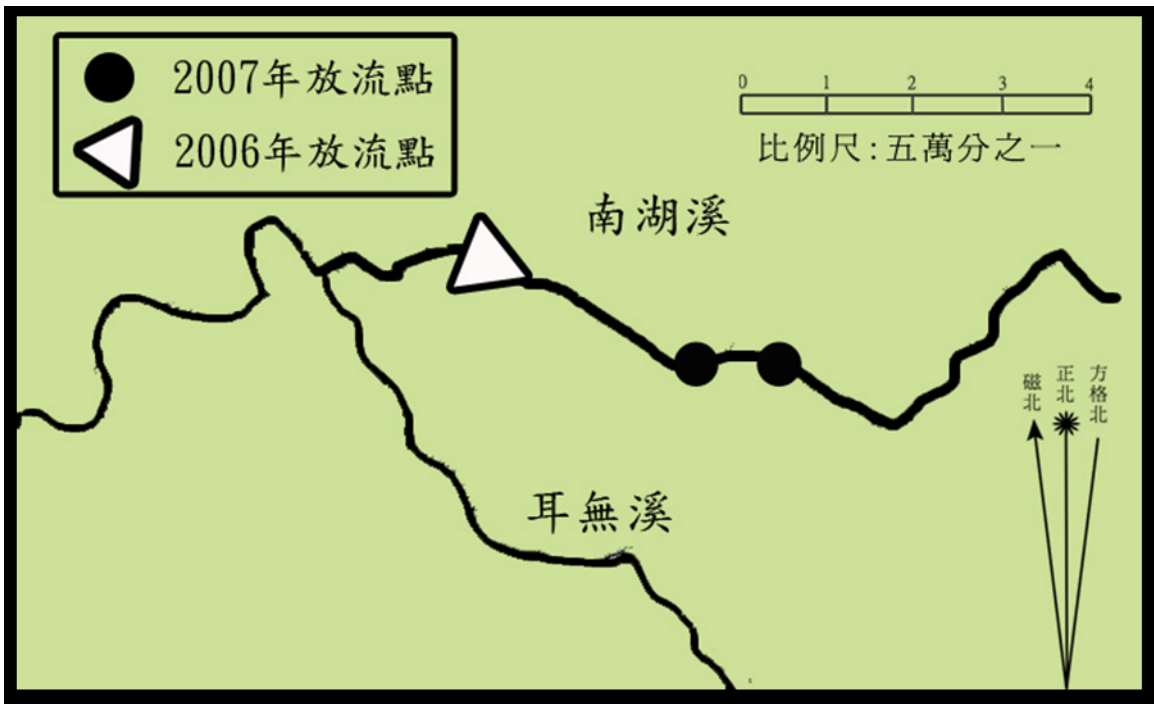 2007年放流點
2006年放流點
0 1 2 3 4
比例尺:五萬分之一
南湖溪
磁北
正北
方格北
耳無溪